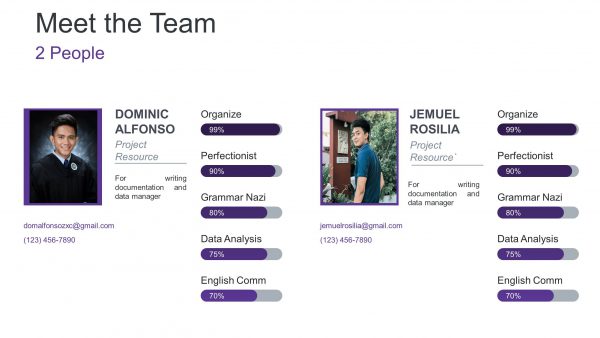 Meet the Team
2 People
DOMINIC
ALFONSO
Project
Resource
For writing
documentation and
data manager
domalfonsozxc@gmail.com
(123) 456-7890
Organize
99%
Perfectionist
90%
Grammar Nazi
80%
Data Analysis
75%
English Comm
70%
JEMUEL
ROSILIA
Project
Resource`
For writing
documentation and
data manager
jemuelrosilia@gmail.com
(123) 456-7890
Organize
99%
Perfectionist
90%
Grammar Nazi
80%
Data Analysis
75%
English Comm
70%